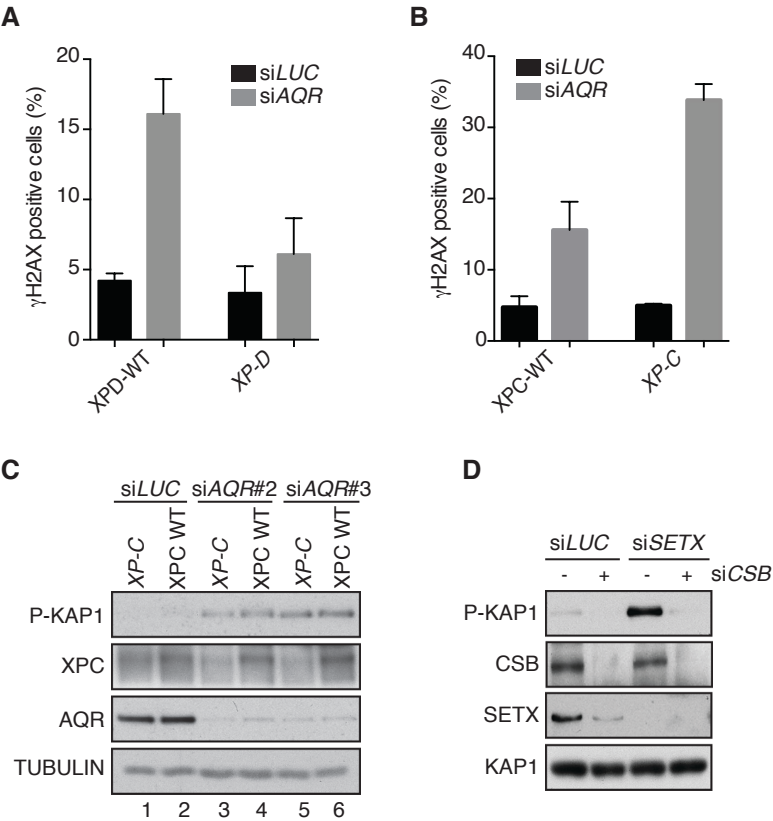 A
γH2AX positive cells (%)
20
15
10
5
0
siLUC
siAQR
XPD-WT
XP-D
B
γH2AX positive cells (%)
40
30
20
10
0
siLUC
siAQR
XPC-WT
XP-C
C
siLUC siAQR#2 siAQR#3
XP-C XPC WT XP-C XPC WT XP-C XPC WT
P-KAP1
XPC
AQR
TUBULIN
1 2 3 4 5 6
D
siLUC siSETX
- + - + siCSB
P-KAP1
CSB
SETX
KAP1